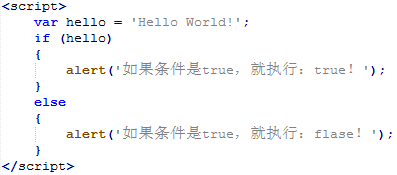 <script>
    var hello = 'Hello World!';
    if (hello)
    {
        alert('如果条件是true，就执行：true！');
    }
    else
    {
        alert('如果条件是true，就执行：flase！');
    }
</script>